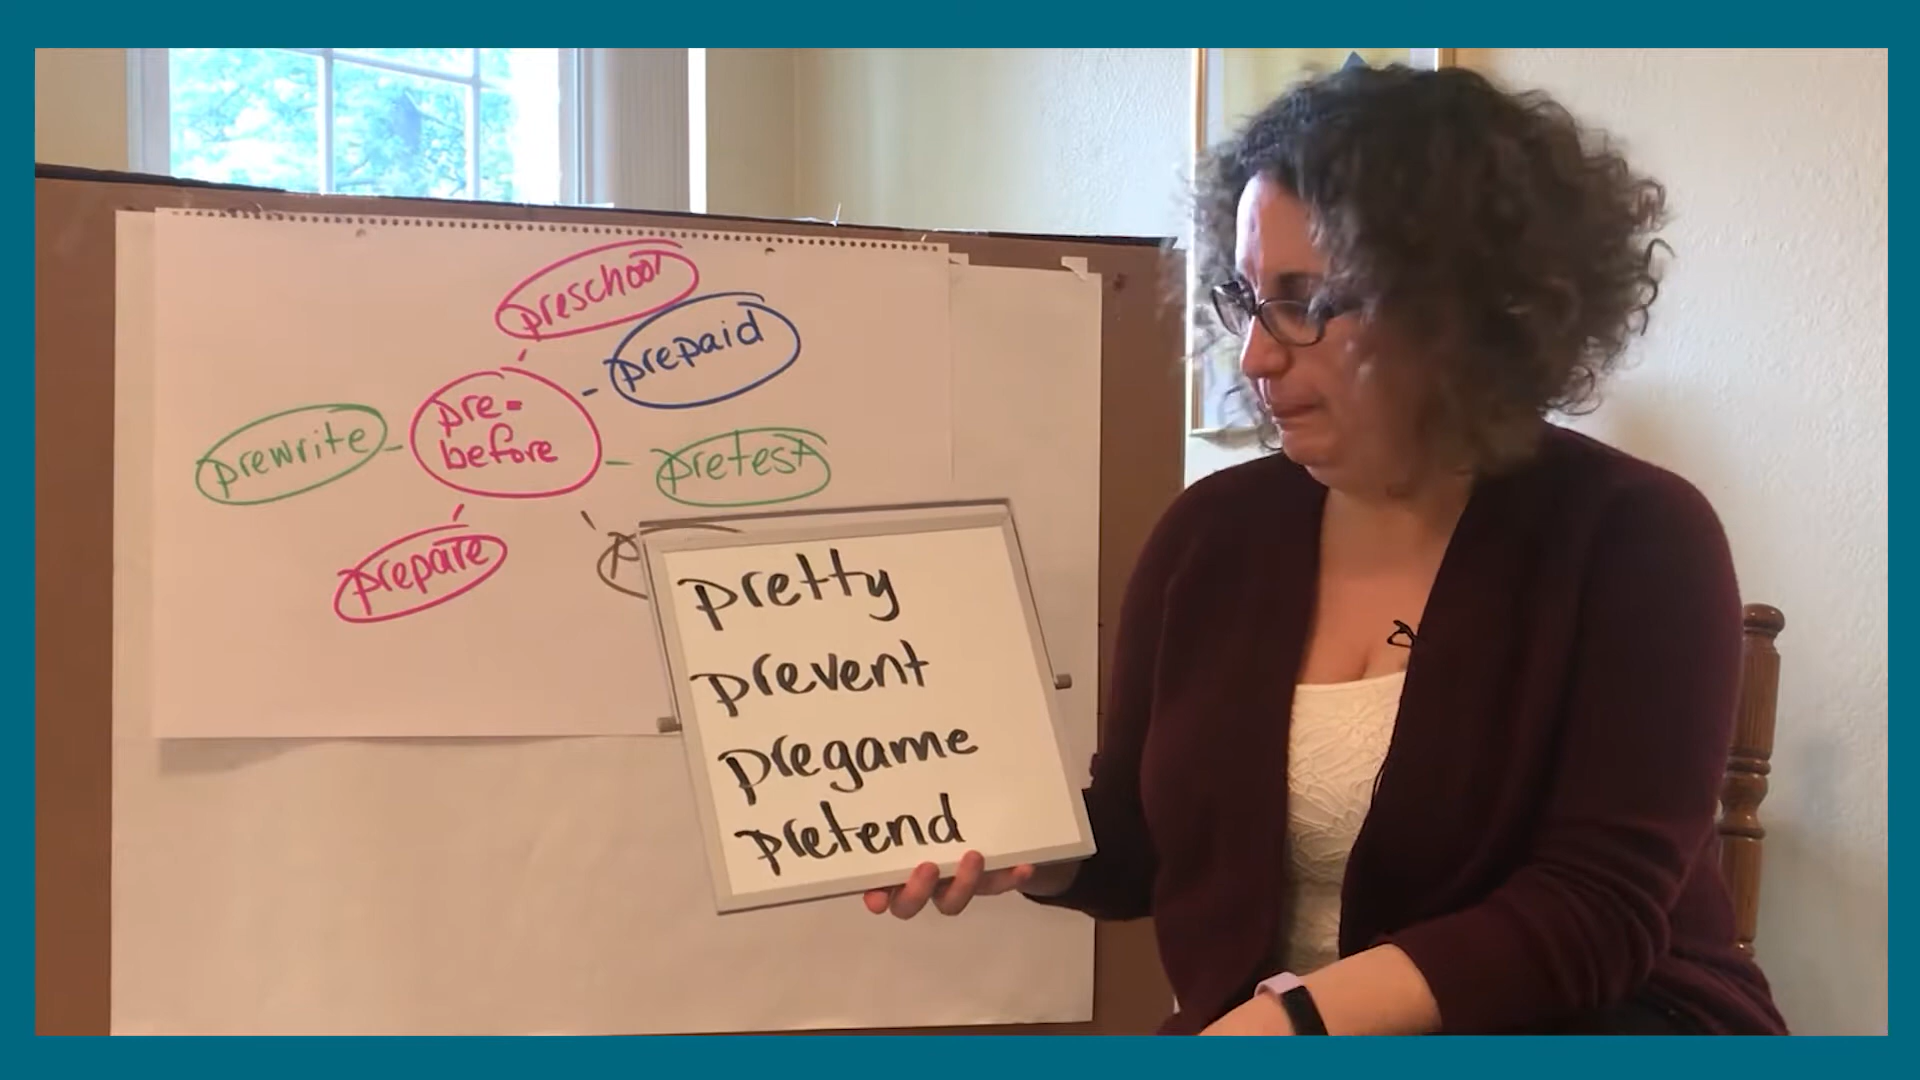 preschool
prepaid
pre-
before
prewrite
pretest
prepare
pretty
prevent
pregame
pretend